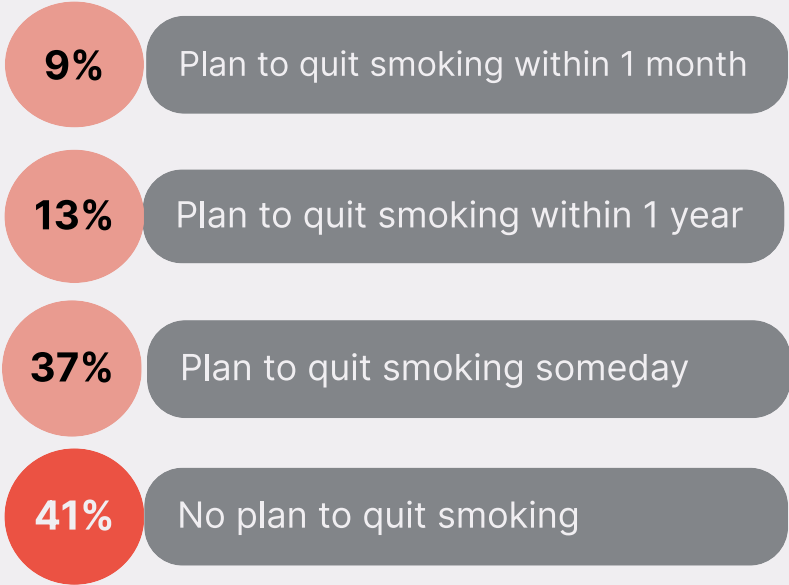 9% Plan to quit smoking within 1 month
13% Plan to quit smoking within 1 year
37% Plan to quit smoking someday
41% No plan to quit smoking